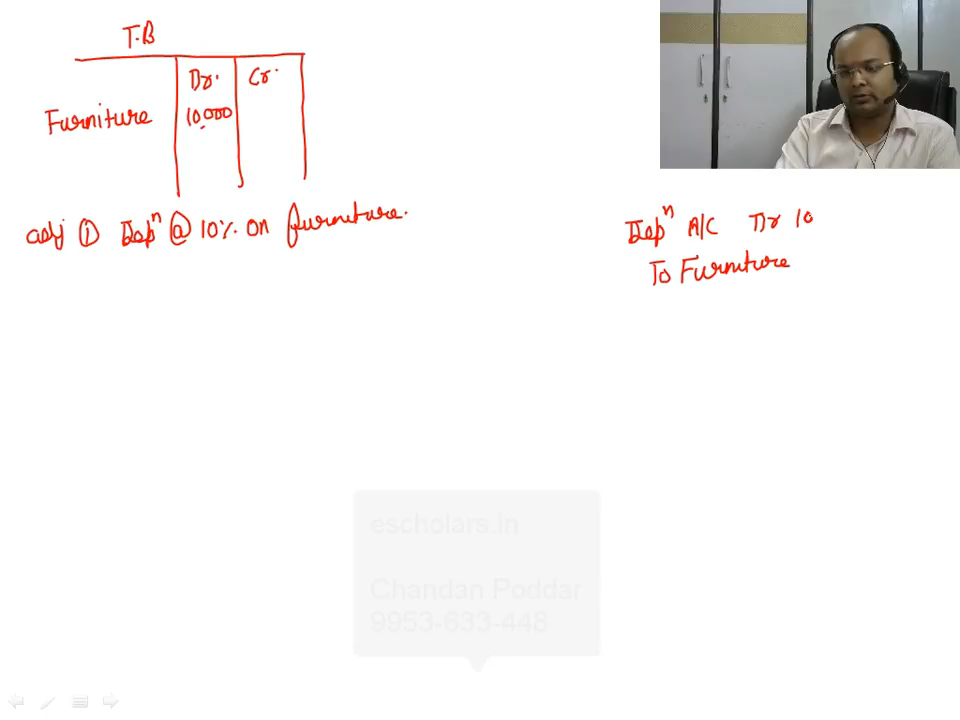 T.B
Dr. Cr.
Furniture 10,000
adj ① Depⁿ @ 10% on furniture.
Depⁿ A/C Dr 10
To Furniture
escholars.in
Chandan Poddar
9953-633-448